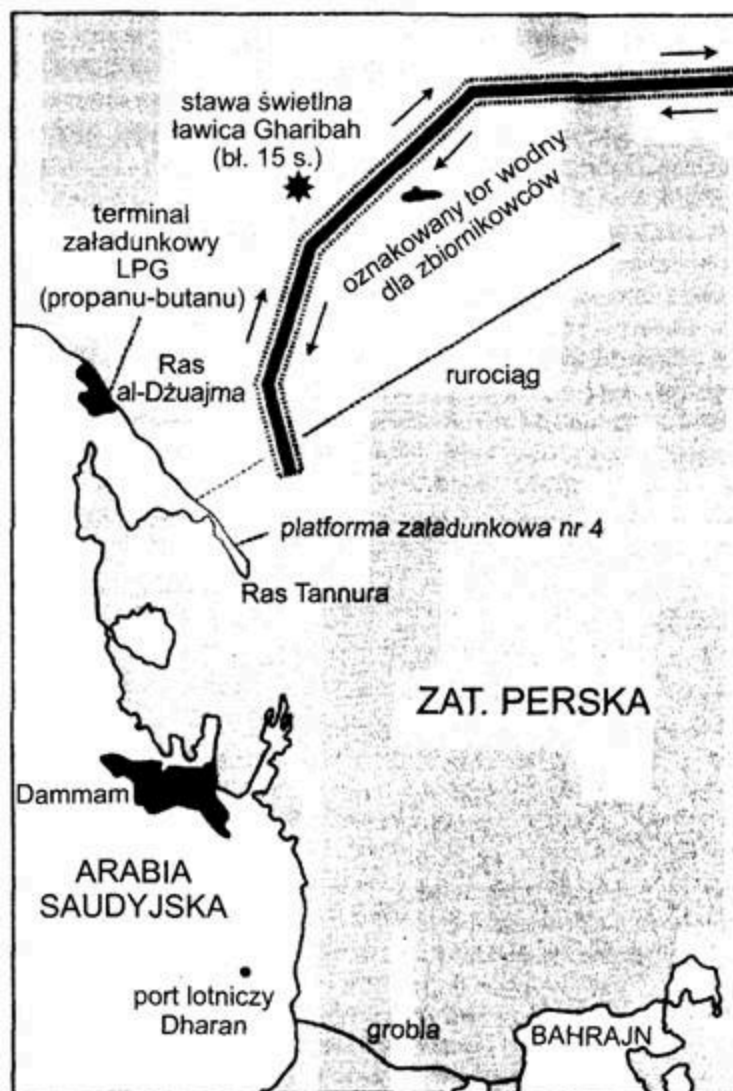 stawa świetlna
ławica Gharibah
(bł. 15 s.)
terminal
załadunkowy
LPG
(propanu-butanu)
oznakowany tor wodny
dla zbiornikowców
Ras
al-Dżuajma
rurociąg
platforma załadunkowa nr 4
Ras Tannura
ZAT. PERSKA
Dammam
ARABIA
SAUDYJSKA
port lotniczy
Dharan
grobla
BAHRAJN